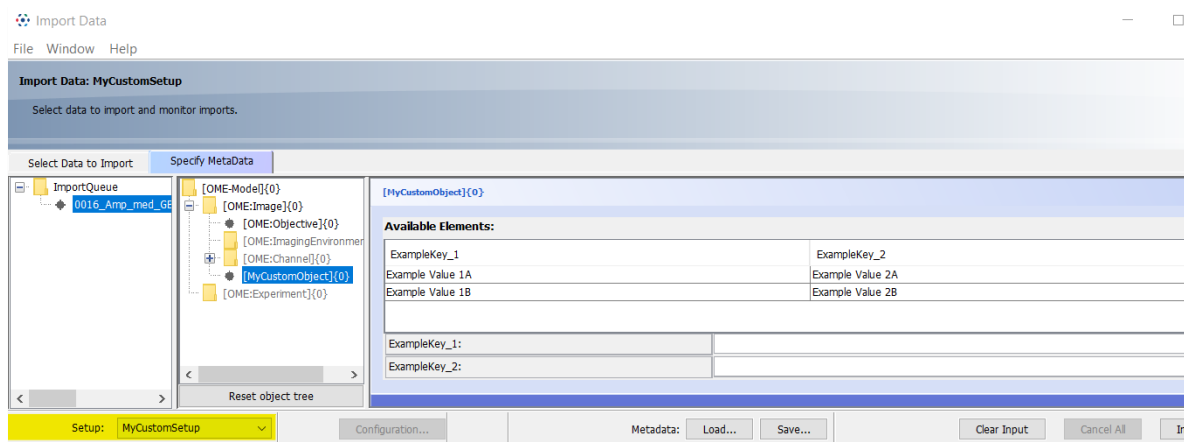 Import Data
File Window Help
Import Data: MyCustomSetup
Select data to import and monitor imports.
Select Data to Import Specify MetaData
ImportQueue
0016_Amp_med_GE
[OME-Model]{0}
[OME:Image]{0}
[OME:Objective]{0}
[OME:ImagingEnvironmer
[OME:Channel]{0}
[MyCustomObject]{0}
[OME:Experiment]{0}
Reset object tree
[MyCustomObject]{0}
Available Elements:
ExampleKey_1 ExampleKey_2
Example Value 1A Example Value 2A
Example Value 1B Example Value 2B
ExampleKey_1:
ExampleKey_2:
Setup: MyCustomSetup Configuration... Metadata: Load... Save... Clear Input Cancel All